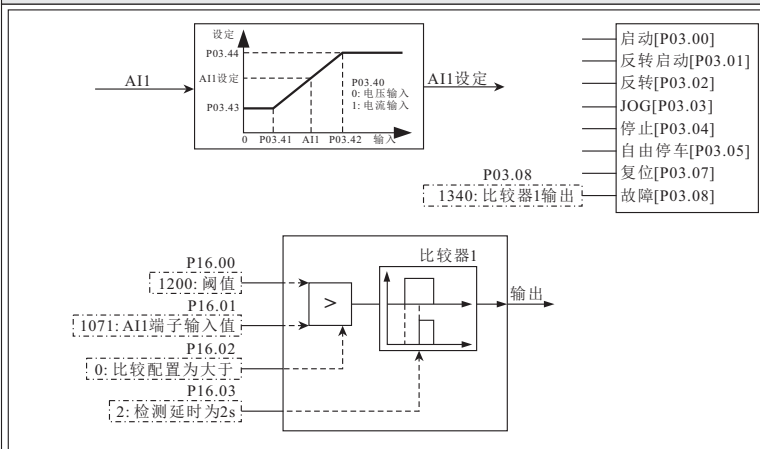 设定
P03.44
AI1设定
P03.43
P03.40
0: 电压输入
1: 电流输入
0 P03.41 AI1 P03.42 输入
AI1
AI1设定
启动[P03.00]
反转启动[P03.01]
反转[P03.02]
JOG[P03.03]
停止[P03.04]
自由停车[P03.05]
复位[P03.07]
故障[P03.08]
P03.08
1340: 比较器1输出
P16.00
1200: 阈值
P16.01
1071: AI1端子输入值
P16.02
0: 比较配置为大于
P16.03
2: 检测延时为2s
>
比较器1
输出